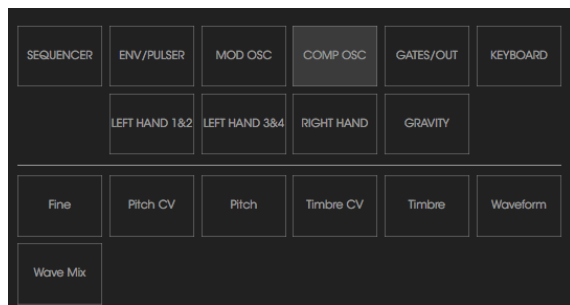 SEQUENCER ENV/PULSER MOD OSC COMP OSC GATES/OUT KEYBOARD
LEFT HAND 1&2 LEFT HAND 3&4 RIGHT HAND GRAVITY
Fine Pitch CV Pitch Timbre CV Timbre Waveform
Wave Mix